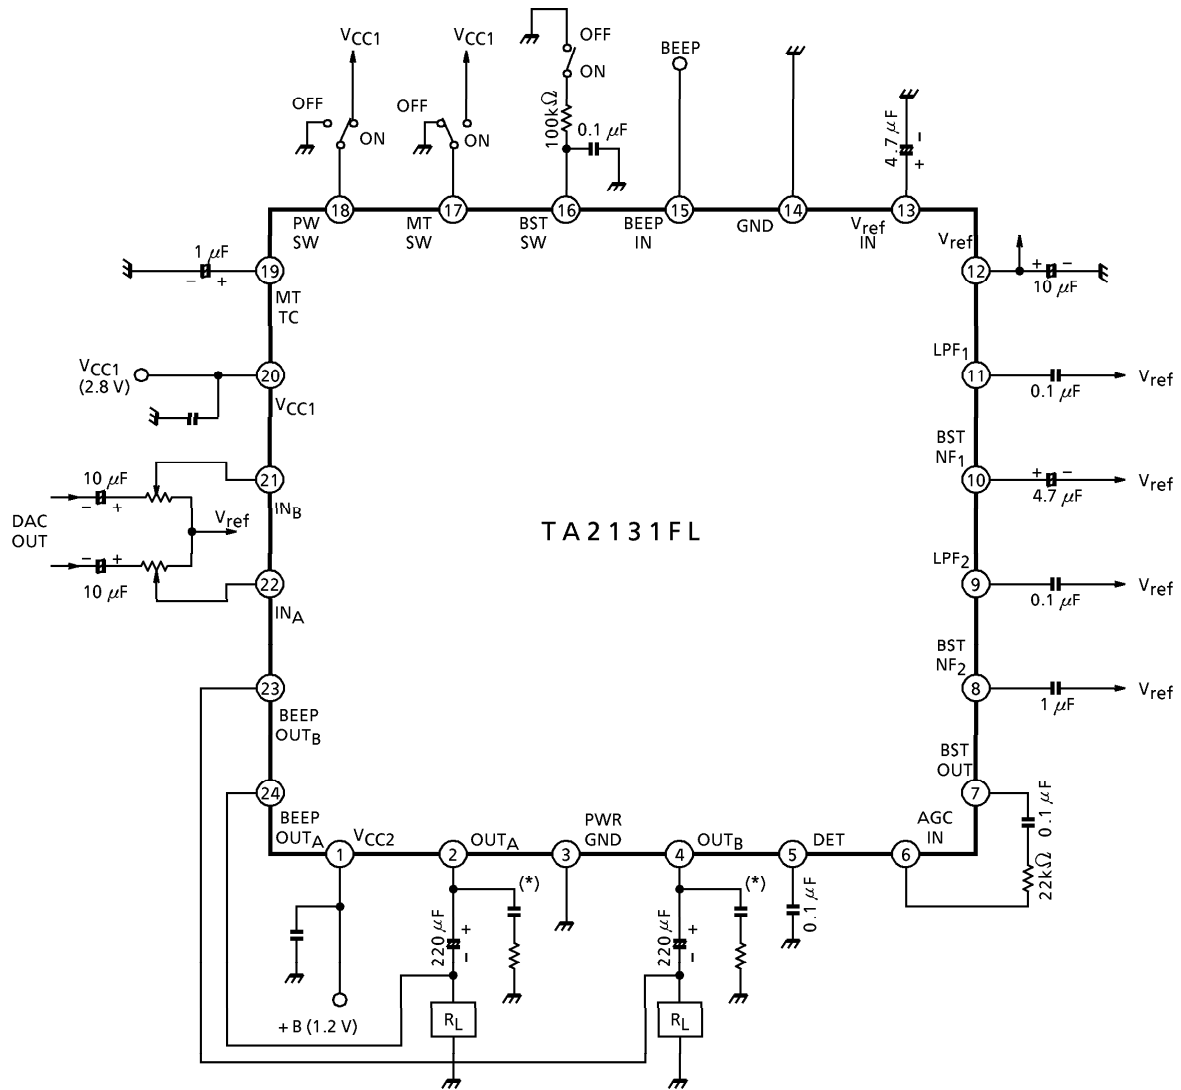 VCC1
VCC1
OFF
ON
BEEP
OFF
ON
OFF
ON
100kΩ
0.1 μF
4.7 μF
–
+
18
17
16
15
14
13
PW
SW
MT
SW
BST
SW
BEEP
IN
GND
Vref
IN
Vref
1 μF
– +
19
MT
TC
12
+ –
10 μF
VCC1
(2.8 V)
20
VCC1
LPF1
11
0.1 μF
Vref
10 μF
– +
21
INB
BST
NF1
10
+ –
4.7 μF
Vref
DAC
OUT
Vref
TA2131FL
– +
10 μF
22
INA
LPF2
9
0.1 μF
Vref
23
BEEP
OUTB
BST
NF2
8
1 μF
Vref
24
BEEP
OUTA
BST
OUT
7
0.1 μF
22kΩ
1
VCC2
2
OUTA
3
PWR
GND
4
OUTB
5
DET
6
AGC
IN
(*)
(*)
220 μF
+
–
220 μF
+
–
0.1 μF
+B (1.2 V)
RL
RL